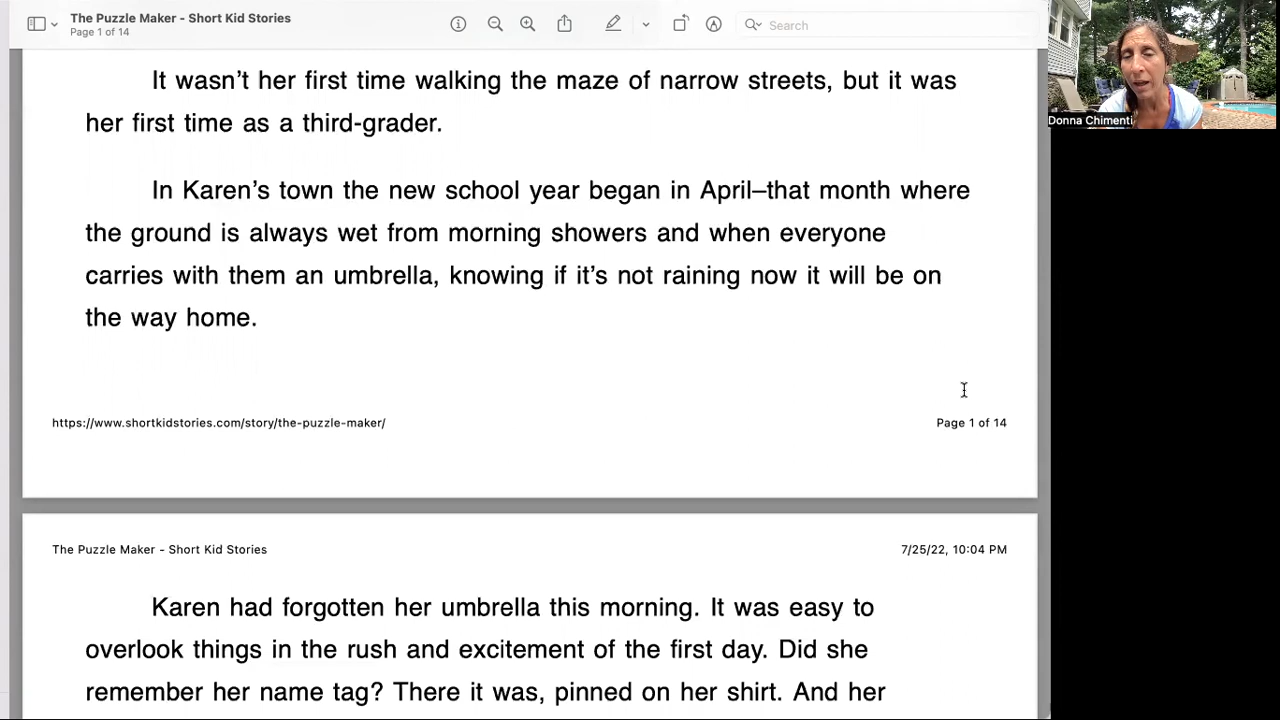 The Puzzle Maker - Short Kid Stories
Page 1 of 14
Search
It wasn’t her first time walking the maze of narrow streets, but it was
her first time as a third-grader.
In Karen’s town the new school year began in April–that month where
the ground is always wet from morning showers and when everyone
carries with them an umbrella, knowing if it’s not raining now it will be on
the way home.
https://www.shortkidstories.com/story/the-puzzle-maker/
Page 1 of 14
The Puzzle Maker - Short Kid Stories
7/25/22, 10:04 PM
Karen had forgotten her umbrella this morning. It was easy to
overlook things in the rush and excitement of the first day. Did she
remember her name tag? There it was, pinned on her shirt. And her
Donna Chimenti